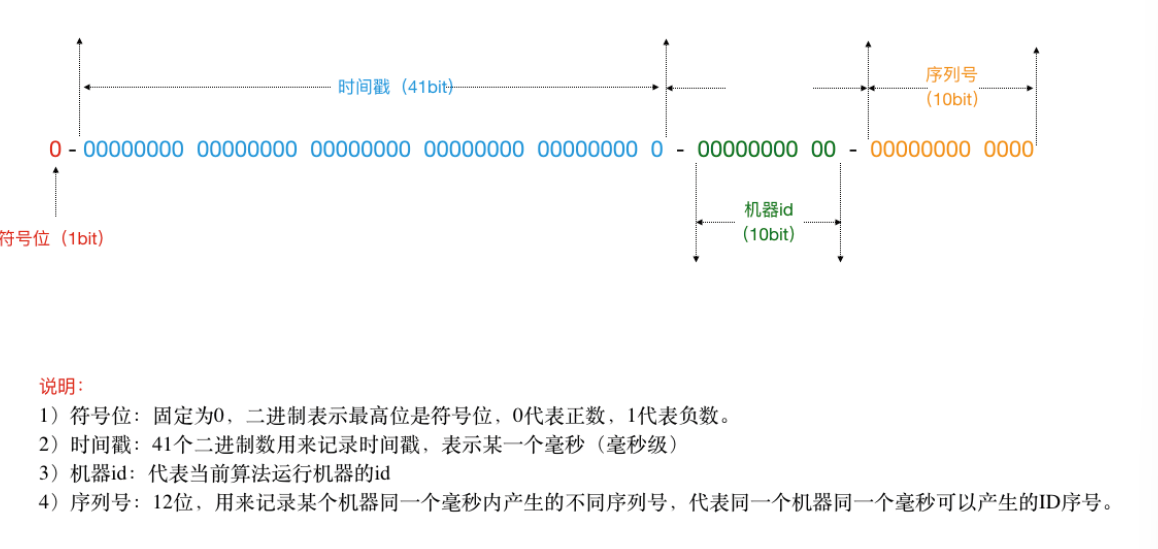 时间戳（41bit）
序列号
（10bit）
0 - 00000000 00000000 00000000 00000000 00000000 0 - 00000000 00 - 00000000 0000
机器id
（10bit）
符号位（1bit）
说明：
1）符号位：固定为0，二进制表示最高位是符号位，0代表正数，1代表负数。
2）时间戳：41个二进制数用来记录时间戳，表示某一个毫秒（毫秒级）
3）机器id：代表当前算法运行机器的id
4）序列号：12位，用来记录某个机器同一个毫秒内产生的不同序列号，代表同一个机器同一个毫秒可以产生的ID序号。